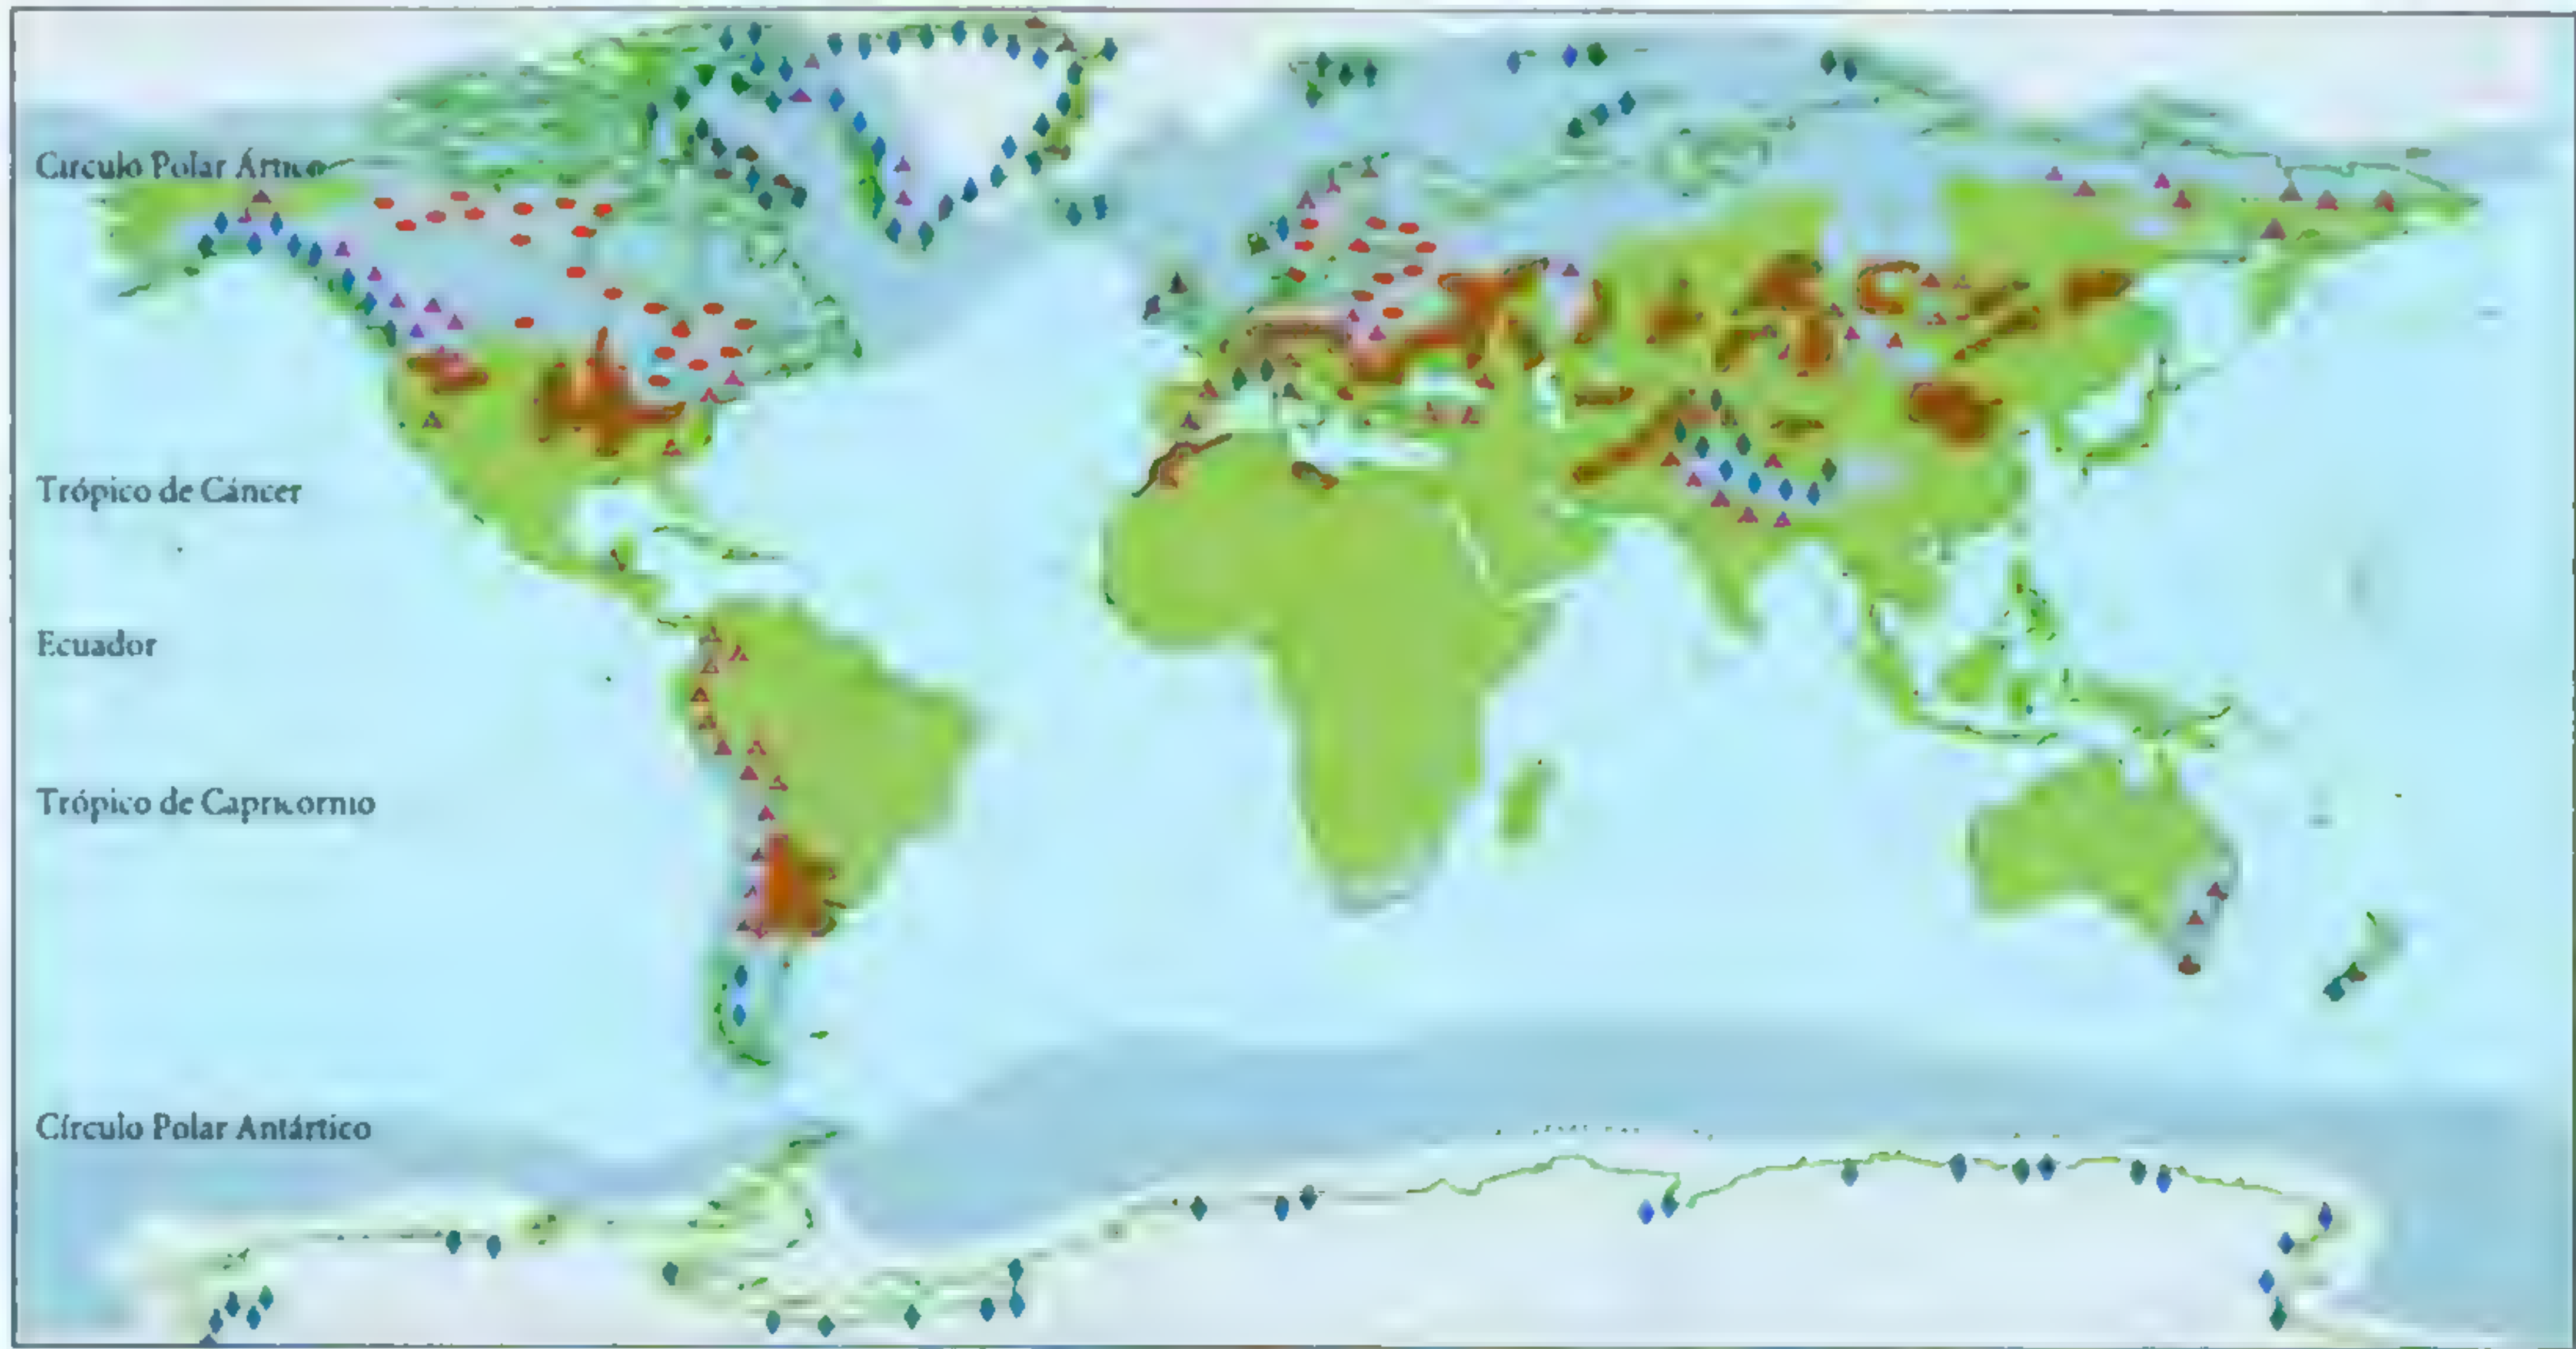 Círculo Polar Ártico
Trópico de Cáncer
Ecuador
Trópico de Capricornio
Círculo Polar Antártico